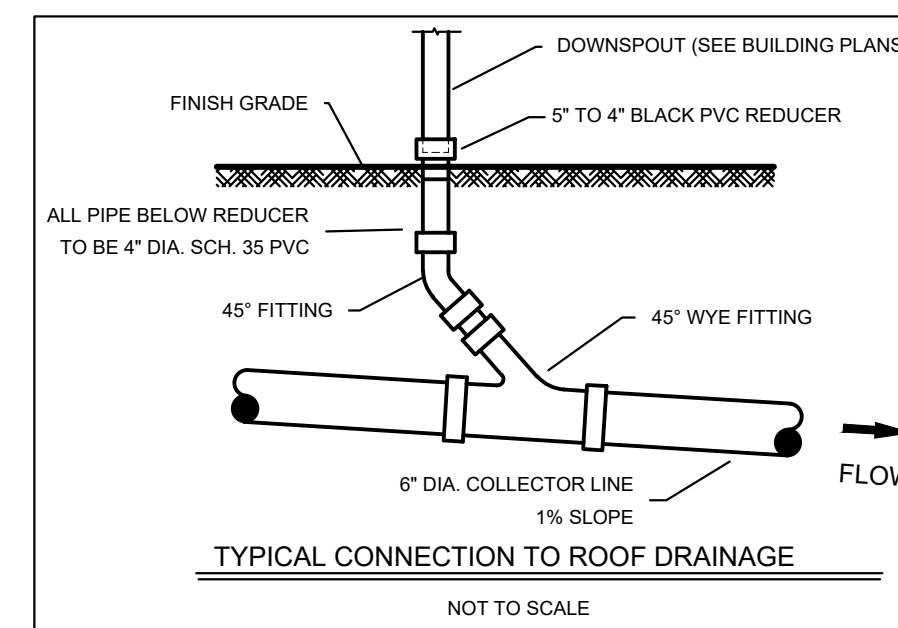 DOWNSPOUT (SEE BUILDING PLANS
FINISH GRADE
5" TO 4" BLACK PVC REDUCER
ALL PIPE BELOW REDUCER
TO BE 4" DIA. SCH. 35 PVC
45° FITTING
45° WYE FITTING
6" DIA. COLLECTOR LINE
1% SLOPE
FLOW
TYPICAL CONNECTION TO ROOF DRAINAGE
NOT TO SCALE